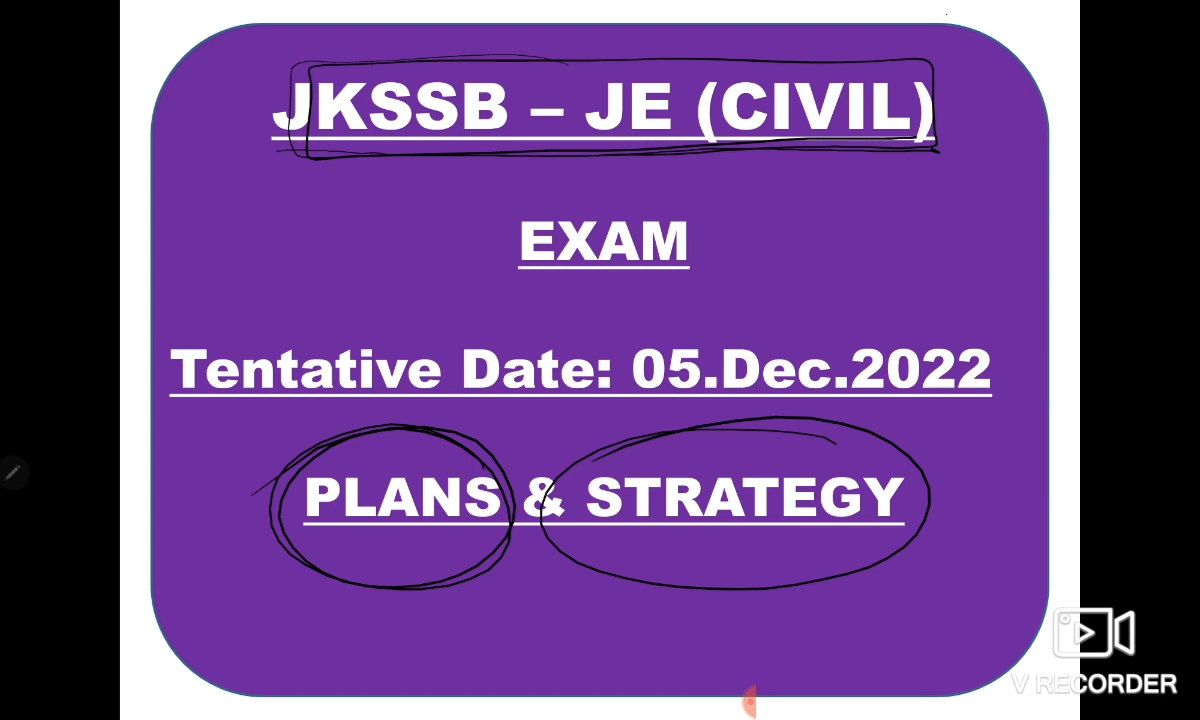 JKSSB – JE (CIVIL)
EXAM
Tentative Date: 05.Dec.2022
PLANS & STRATEGY
V RECORDER